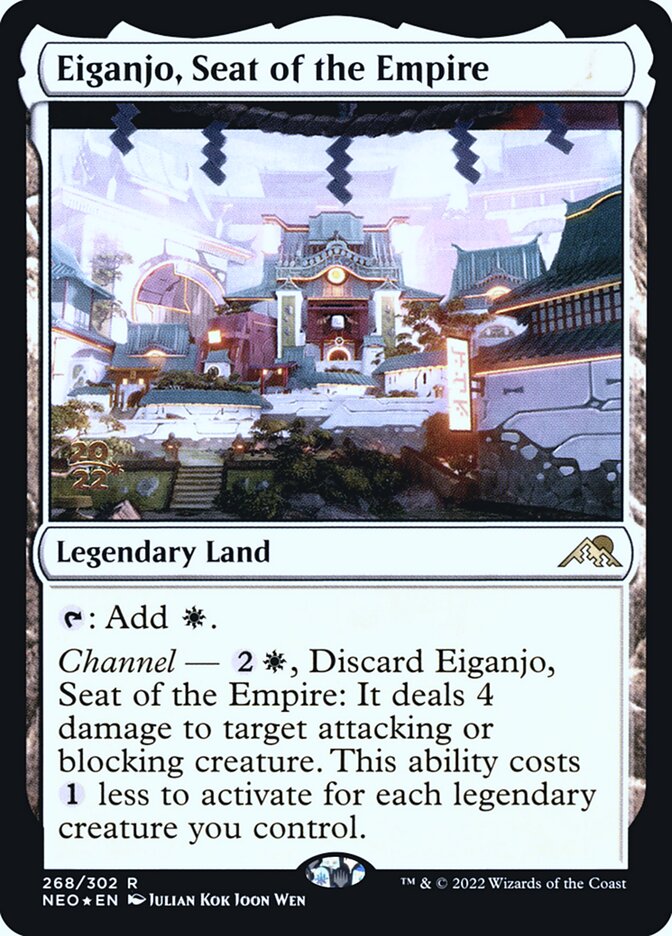 Eiganjo, Seat of the Empire
20
22
Legendary Land
: Add .
Channel — 2, Discard Eiganjo,
Seat of the Empire: It deals 4
damage to target attacking or
blocking creature. This ability costs
1 less to activate for each legendary
creature you control.
268/302 R
NEO★EN Julian Kok Joon Wen
™ & © 2022 Wizards of the Coast